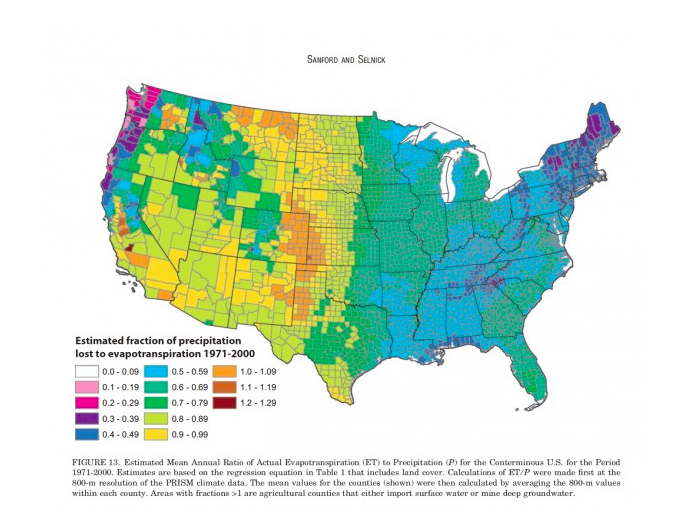 SANFORD AND SELNICK
Estimated fraction of precipitation
lost to evapotranspiration 1971-2000
0.0 - 0.09 0.5 - 0.59 1.0 - 1.09
0.1 - 0.19 0.6 - 0.69 1.1 - 1.19
0.2 - 0.29 0.7 - 0.79 1.2 - 1.29
0.3 - 0.39 0.8 - 0.89
0.4 - 0.49 0.9 - 0.99
FIGURE 13. Estimated Mean Annual Ratio of Actual Evapotranspiration (ET) to Precipitation (P) for the Conterminous U.S. for the Period
1971-2000. Estimates are based on the regression equation in Table 1 that includes land cover. Calculations of ET/P were made first at the
800-m resolution of the PRISM climate data. The mean values for the counties (shown) were then calculated by averaging the 800-m values
within each county. Areas with fractions >1 are agricultural counties that either import surface water or mine deep groundwater.